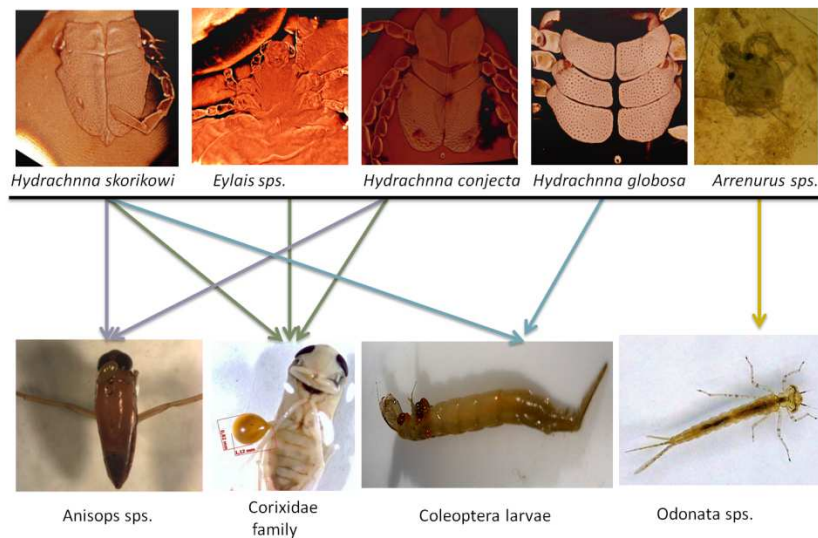 Hydrachnna skorikowi
Eylais sps.
Hydrachnna conjecta
Hydrachnna globosa
Arrenurus sps.
Anisops sps.
Corixidae
family
Coleoptera larvae
Odonata sps.